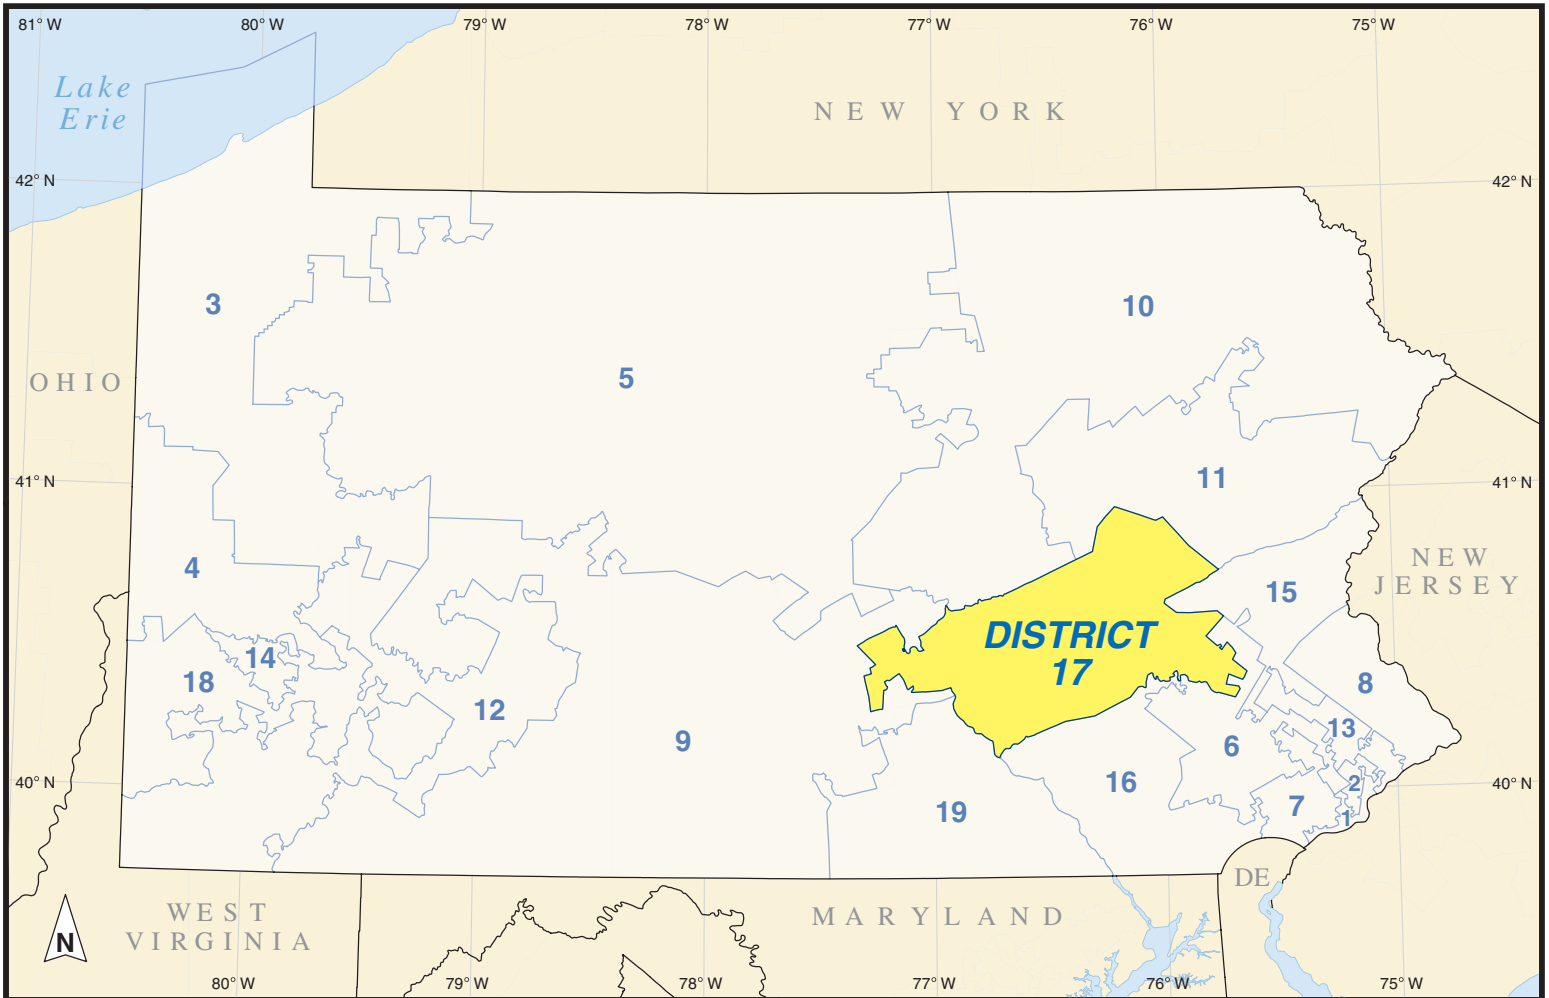 81° W 80° W 79° W 78° W 77° W 76° W 75° W
Lake
Erie
NEW YORK
42° N 42° N
3
10
5
OHIO
11
41° N 41° N
4
NEW
JERSEY
15
DISTRICT
17
14
18
8
12
13
9
6
40° N 40° N
16
2
7
19
1
DE
WEST
VIRGINIA
MARYLAND
N
80° W 79° W 78° W 77° W 76° W 75° W